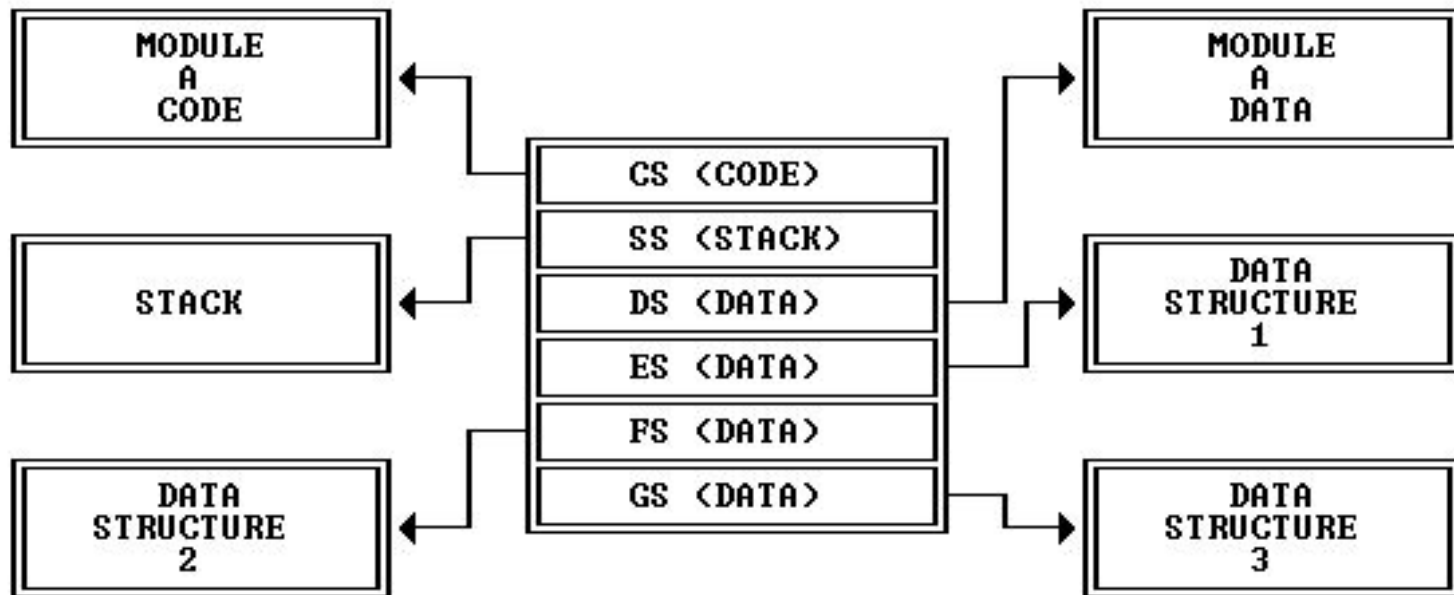 MODULE
A
CODE
STACK
DATA
STRUCTURE
2
CS (CODE)
SS (STACK)
DS (DATA)
ES (DATA)
FS (DATA)
GS (DATA)
MODULE
A
DATA
DATA
STRUCTURE
1
DATA
STRUCTURE
3